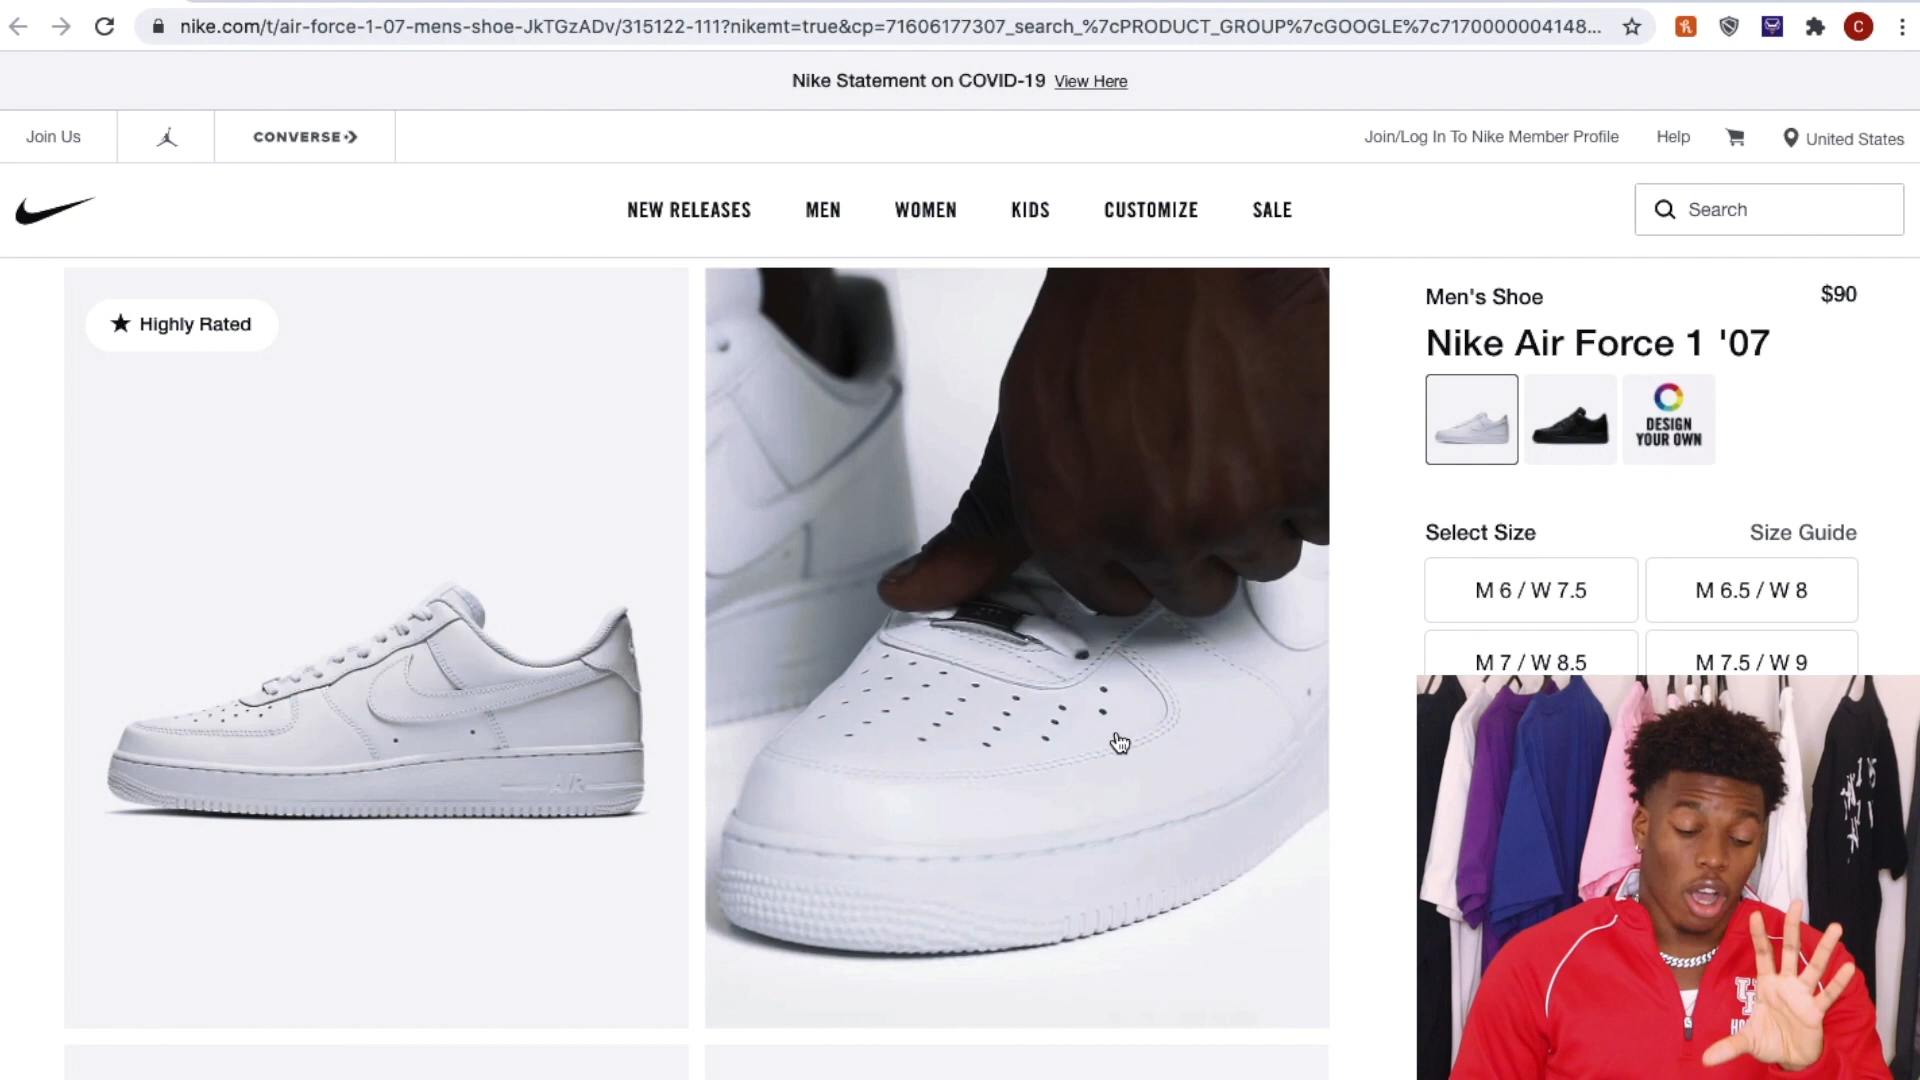 nike.com/t/air-force-1-07-mens-shoe-JkTGzADv/315122-111?nikemt=true&cp=71606177307_search_%7cPRODUCT_GROUP%7cGOOGLE%7c7170000004148...
C
Nike Statement on COVID-19 View Here
Join Us
CONVERSE
Join/Log In To Nike Member Profile
Help
United States
NEW RELEASES
MEN
WOMEN
KIDS
CUSTOMIZE
SALE
Search
★ Highly Rated
AIR
Men's Shoe
$90
Nike Air Force 1 '07
DESIGN
YOUR OWN
Select Size
Size Guide
M 6 / W 7.5
M 6.5 / W 8
M 7 / W 8.5
M 7.5 / W 9